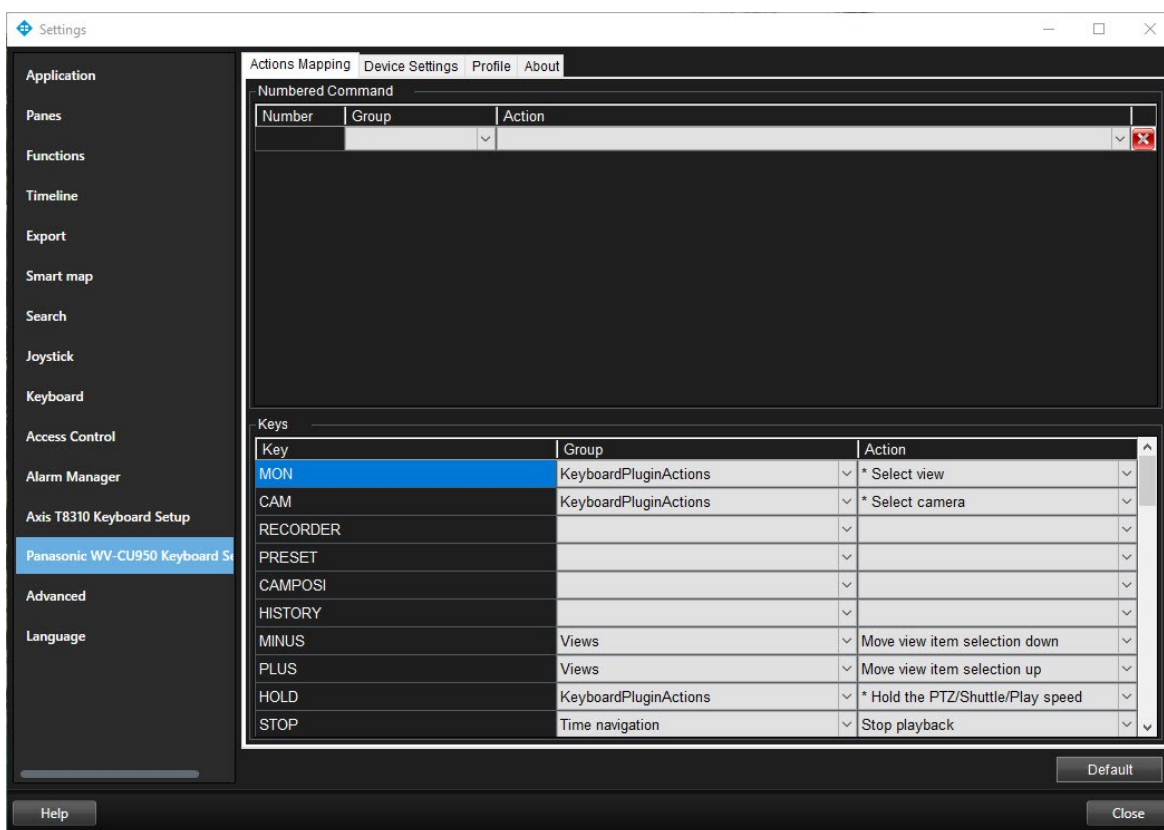 Settings
Application
Panes
Functions
Timeline
Export
Smart map
Search
Joystick
Keyboard
Access Control
Alarm Manager
Axis T8310 Keyboard Setup
Panasonic WV-CU950 Keyboard Se
Advanced
Language
Actions Mapping Device Settings Profile About
Numbered Command
Number Group Action
Keys
Key Group Action
MON KeyboardPluginActions * Select view
CAM KeyboardPluginActions * Select camera
RECORDER
PRESET
CAMPOSI
HISTORY
MINUS Views Move view item selection down
PLUS Views Move view item selection up
HOLD KeyboardPluginActions * Hold the PTZ/Shuttle/Play speed
STOP Time navigation Stop playback
Default
Help Close